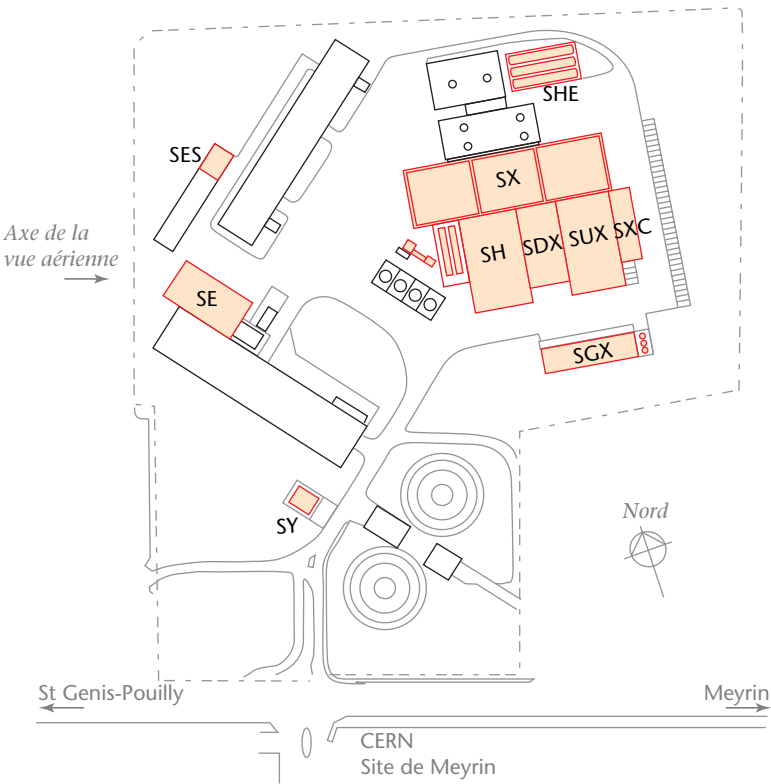 SHE
SES
SX
Axe de la
vue aérienne
SH
SDX
SUX
SXC
SE
SGX
SY
Nord
St Genis-Pouilly
Meyrin
CERN
Site de Meyrin